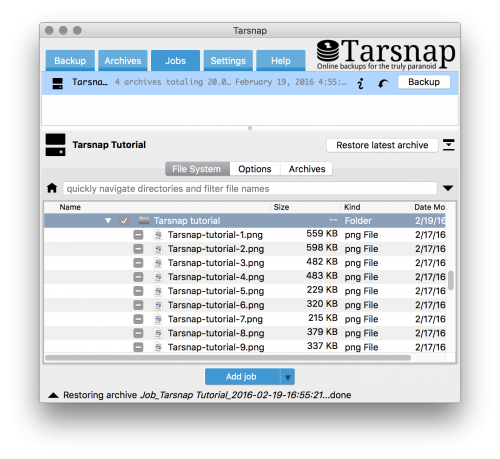 Tarsnap
Backup Archives Jobs Settings Help
Tarsnap
Online backups for the truly paranoid
Tarsna... 4 archives totaling 20.0... February 19, 2016 4:55:... Backup
Tarsnap Tutorial Restore latest archive
File System Options Archives
quickly navigate directories and filter file names
Name Size Kind Date Mo
Tarsnap tutorial -- Folder 2/19/16
Tarsnap-tutorial-1.png 559 KB png File 2/17/16
Tarsnap-tutorial-2.png 598 KB png File 2/17/16
Tarsnap-tutorial-3.png 482 KB png File 2/17/16
Tarsnap-tutorial-4.png 483 KB png File 2/17/16
Tarsnap-tutorial-5.png 229 KB png File 2/17/16
Tarsnap-tutorial-6.png 320 KB png File 2/17/16
Tarsnap-tutorial-7.png 215 KB png File 2/17/16
Tarsnap-tutorial-8.png 379 KB png File 2/17/16
Tarsnap-tutorial-9.png 337 KB png File 2/17/16
Add job
Restoring archive Job_Tarsnap Tutorial_2016-02-19-16:55:21...done